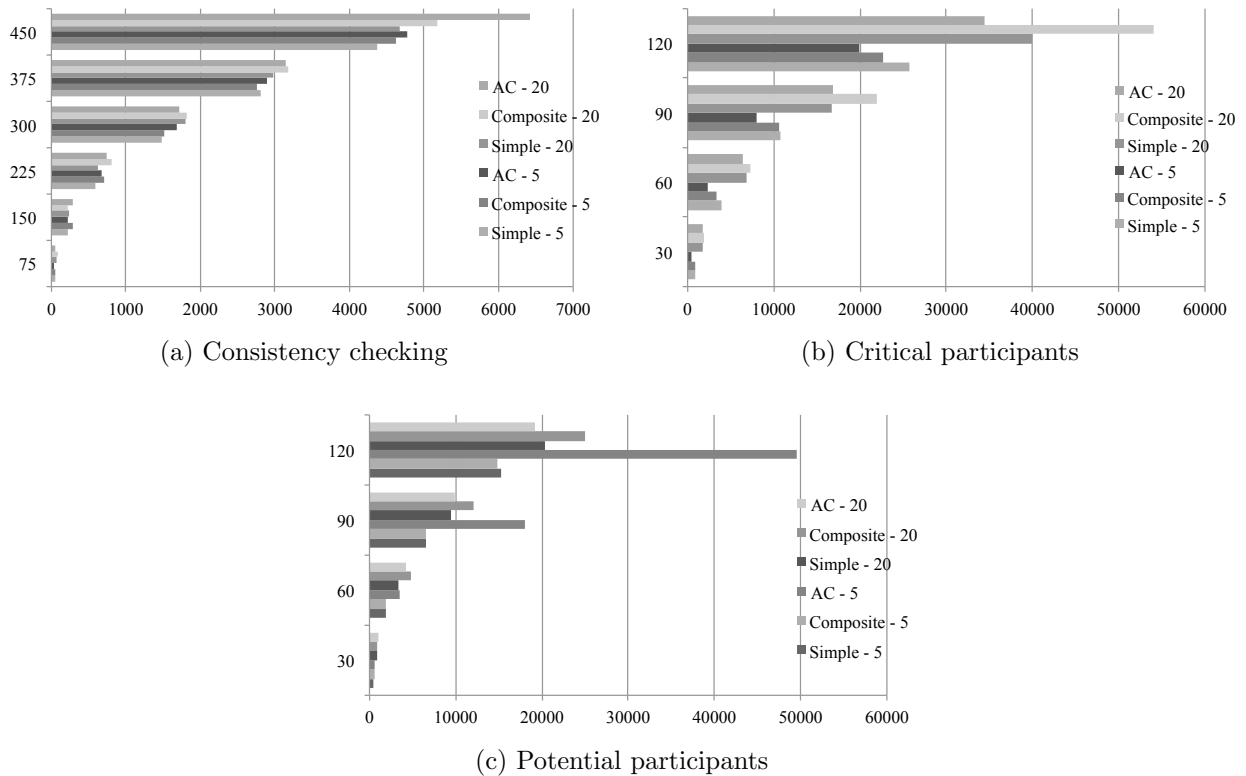 450
375
300
225
150
75
AC - 20
Composite - 20
Simple - 20
AC - 5
Composite - 5
Simple - 5
0 1000 2000 3000 4000 5000 6000 7000
(a) Consistency checking
120
90
60
30
AC - 20
Composite - 20
Simple - 20
AC - 5
Composite - 5
Simple - 5
0 10000 20000 30000 40000 50000 60000
(b) Critical participants
120
90
60
30
AC - 20
Composite - 20
Simple - 20
AC - 5
Composite - 5
Simple - 5
0 10000 20000 30000 40000 50000 60000
(c) Potential participants